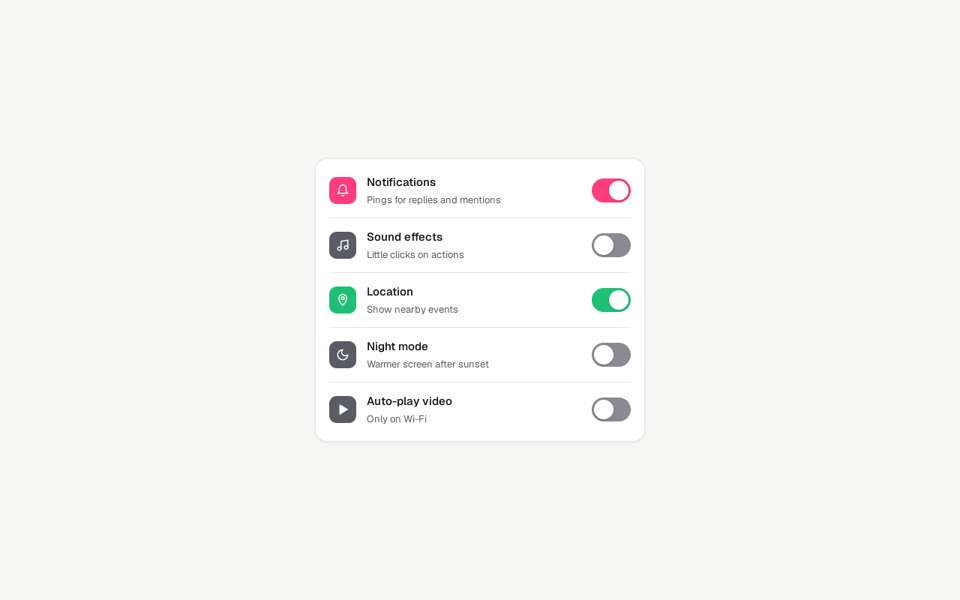 Notifications
Pings for replies and mentions
Sound effects
Little clicks on actions
Location
Show nearby events
Night mode
Warmer screen after sunset
Auto-play video
Only on Wi-Fi